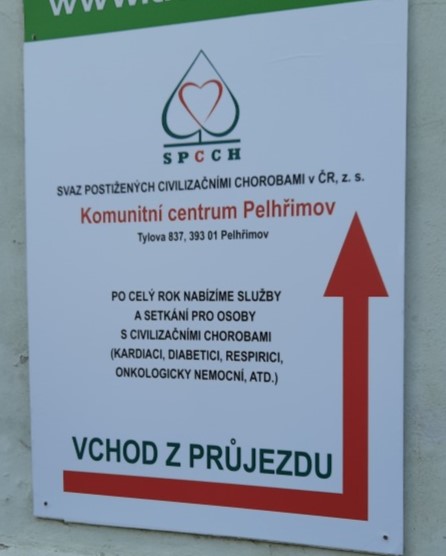 SPCCH
SVAZ POSTIŽENÝCH CIVILIZAČNÍMI CHOROBAMI v ČR, z. s.
Komunitní centrum Pelhřimov
Tylova 837, 393 01 Pelhřimov
PO CELÝ ROK NABÍZIME SLUŽBY
A SETKÁNÍ PRO OSOBY
S CIVILIZAČNÍMI CHOROBAMI
(KARDIACI, DIABETICI, RESPIRICI,
ONKOLOGICKY NEMOCNÍ, ATD.)
VCHOD Z PRŮJEZDU